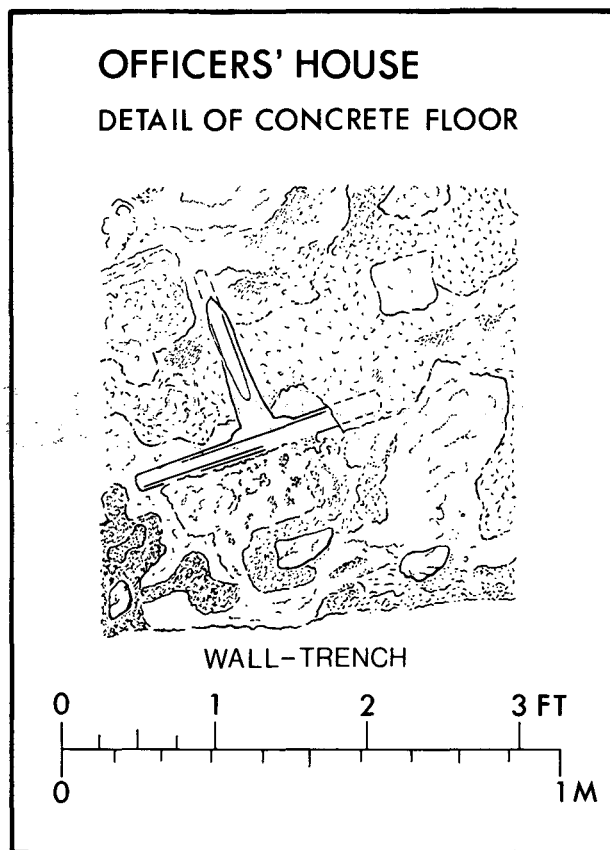 OFFICERS' HOUSE
DETAIL OF CONCRETE FLOOR
WALL-TRENCH
0 1 2 3 FT
0 1 M